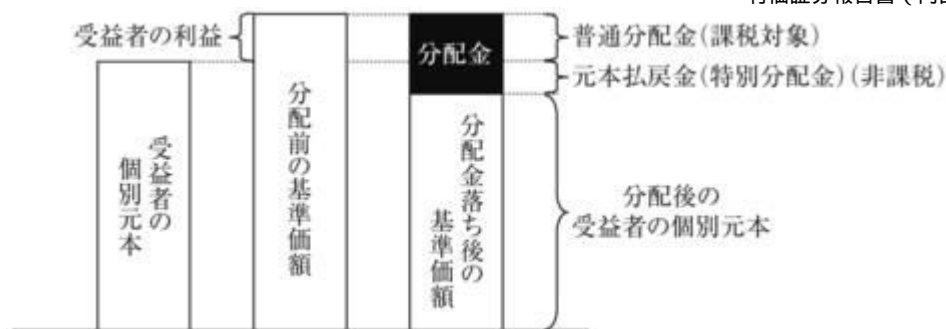 受益者の利益
分配金
普通分配金(課税対象)
元本払戻金(特別分配金)(非課税)
受益者の
個別元本
分配前の基準価額
分配金落ち後の
基準価額
分配後の
受益者の個別元本